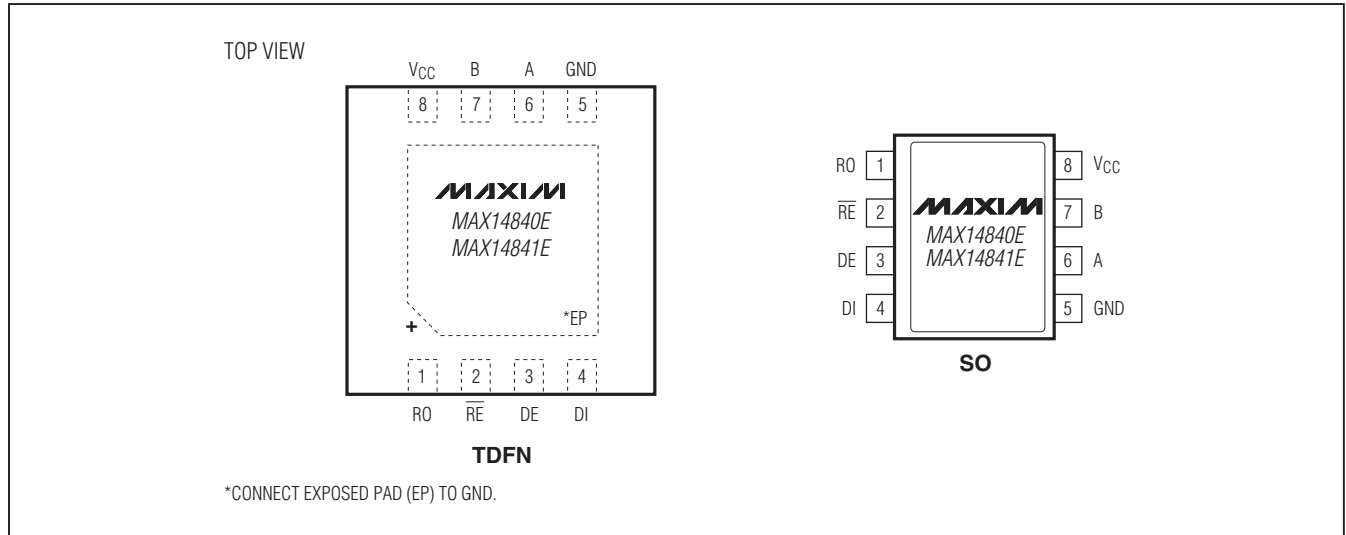 TOP VIEW
VCC B A GND
8 7 6 5
MAXIM
MAX14840E
MAX14841E
*EP
+
1 2 3 4
RO RE DE DI
TDFN
*CONNECT EXPOSED PAD (EP) TO GND.
RO 1
RE 2
DE 3
DI 4
MAXIM
MAX14840E
MAX14841E
8 VCC
7 B
6 A
5 GND
SO